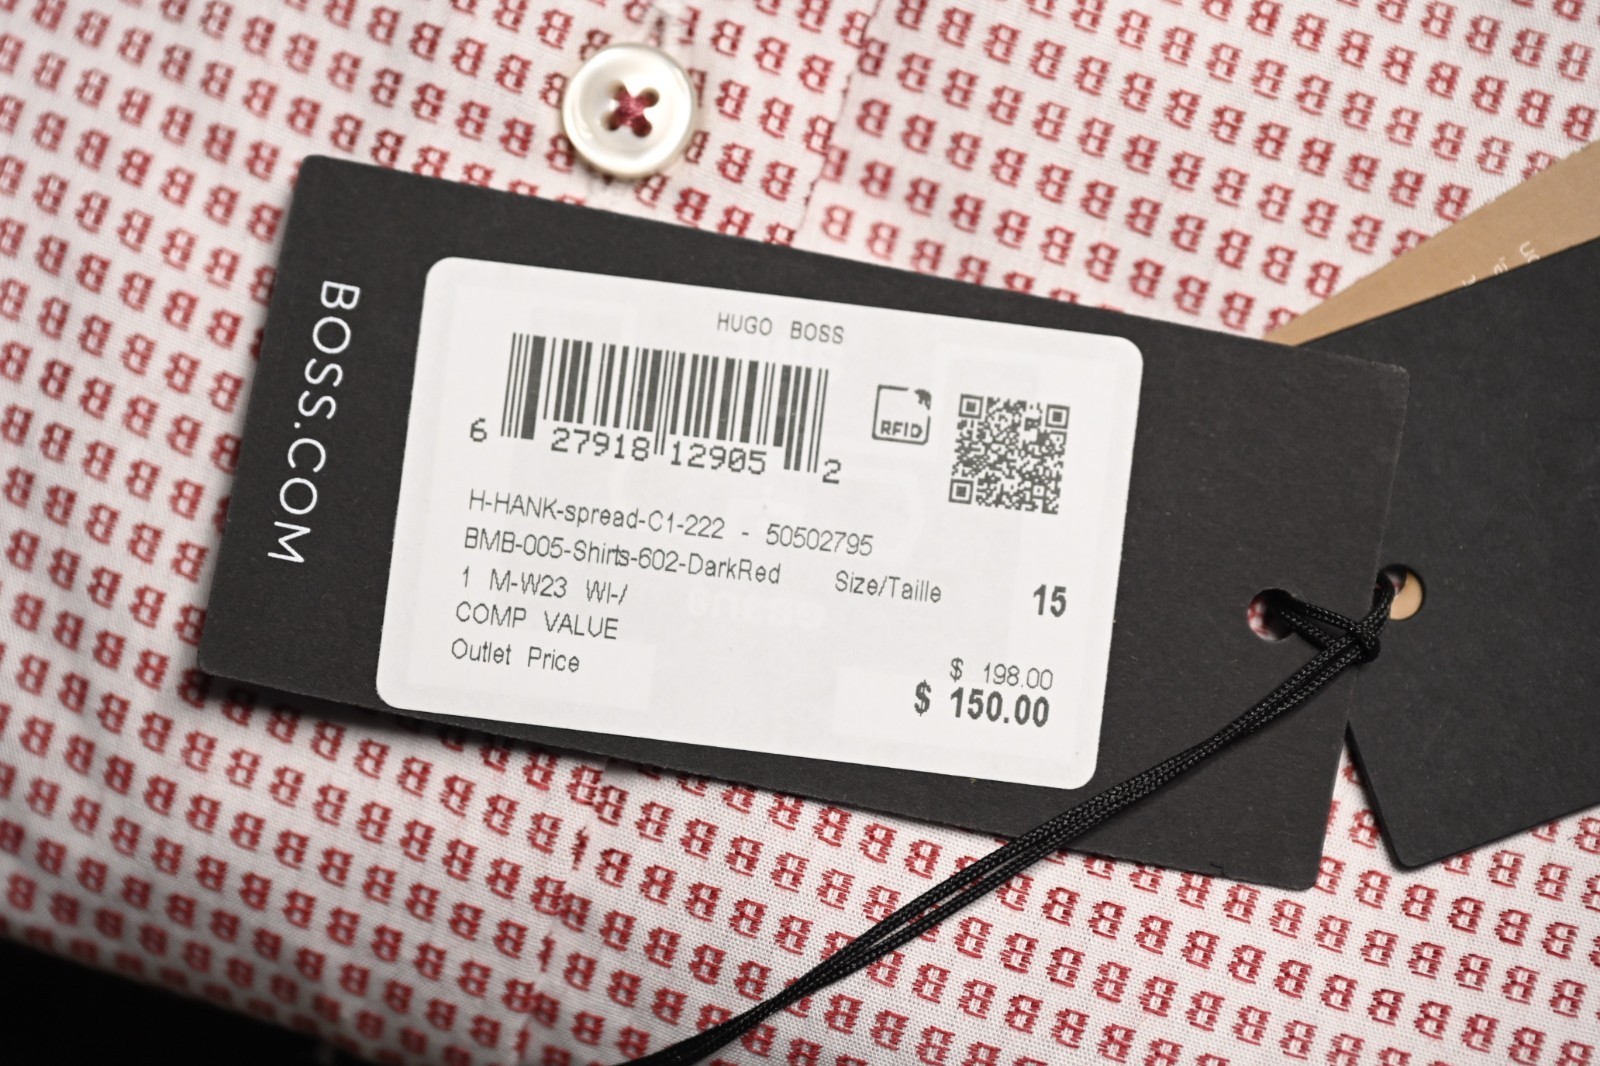 BOSS.COM
HUGO BOSS
6 27918 12905 2
RFID
H-HANK-spread-C1-222 - 50502795
BMB-005-Shirts-602-DarkRed Size/Taille 15
1 M-W23 WI-/
COMP VALUE $ 198.00
Outlet Price $ 150.00